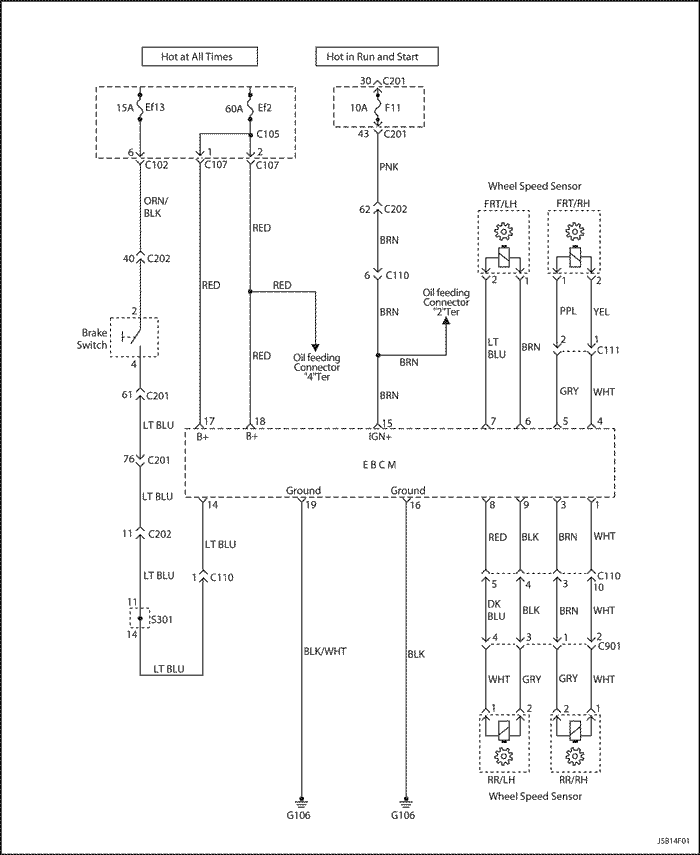 Hot at All Times
Hot in Run and Start
30 C201
15A Ef13
60A Ef2
10A F11
C105
43 C201
6 C102
1 C107
2 C107
PNK
ORN/
BLK
Wheel Speed Sensor
FRT/LH
FRT/RH
62 C202
RED
BRN
40 C202
6 C110
2 1 1 2
RED
RED
Oil feeding
Connector
"2"Ter
BRN
PPL YEL
2
Brake
Switch
4
LT
BLU
BRN
2 1 C111
Oil feeding
Connector
"4"Ter
RED
BRN
61 C201
BRN
GRY WHT
LT BLU
17 18 15 7 6 5 4
B+ B+ IGN+
76 C201
EBCM
LT BLU
Ground
Ground
14 19 16 8 9 3 1
11 C202
LT BLU
RED BLK BRN WHT
LT BLU
1 C110
C110
5 4 3 10
11
S301
14
DK
BLU
BLK BRN WHT
4 3 1 2
C901
LT BLU
BLK/WHT
BLK
WHT GRY GRY WHT
1 2 2 1
RR/LH
RR/RH
Wheel Speed Sensor
G106
G106
J5B14F01